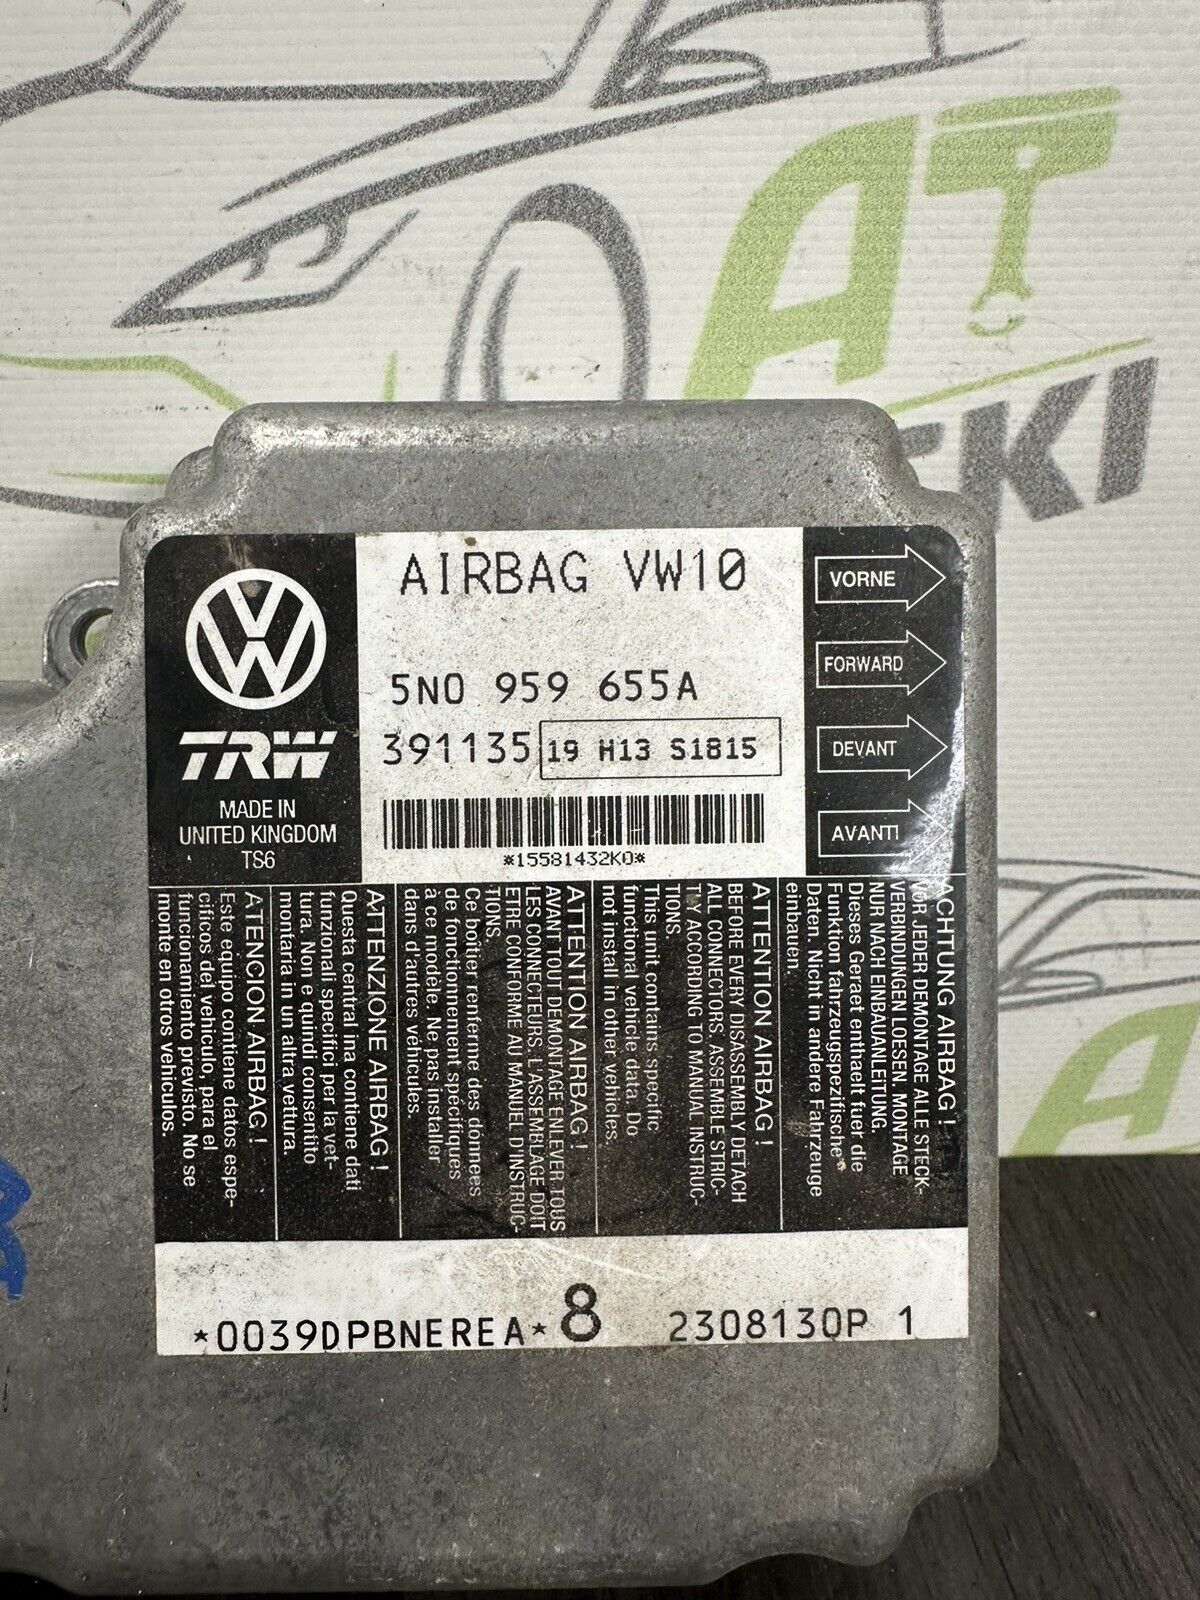 AT
SKI
AIRBAG VW10
VORNE
5N0 959 655A
FORWARD
391135 19 H13 S1815
TRW
DEVANT
MADE IN
UNITED KINGDOM
TS6
AVANTI
*15581432K0*
ACHTUNG AIRBAG!
VOR JEDER DEMONTAGE ALLE STECK-
VERBINDUNGEN LOESEN. MONTAGE
NUR NACH EINBAUANLEITUNG.
Dieses Geraet enthaelt fuer die
Funktion fahrzeugspezifische
Daten. Nicht in andere Fahrzeuge
einbauen.
ATTENTION AIRBAG!
BEFORE EVERY DISASSEMBLY DETACH
ALL CONNECTORS. ASSEMBLE STRIC-
TLY ACCORDING TO MANUAL INSTRUC-
TIONS.
This unit contains specific
functional vehicle data. Do
not install in other vehicles.
ATTENTION AIRBAG!
AVANT TOUT DEMONTAGE ENLEVER TOUS
LES CONNECTEURS. L'ASSEMBLAGE DOIT
ETRE CONFORME AU MANUEL D'INSTRUC-
TIONS.
Ce boîtier renferme des données
de fonctionnement spécifiques
à ce modèle. Ne pas installer
dans d'autres véhicules.
ATTENZIONE AIRBAG!
Questa central ina contiene dati
funzionali specifici per la vet-
tura. Non e quindi consentito
montaria in un altra vettura.
ATENCION AIRBAG!
Este equipo contiene datos espe-
cíficos del vehículo, para el
funcionamiento previsto. No se
monte en otros vehículos.
*0039DPBNEREA* 8 2308130P 1